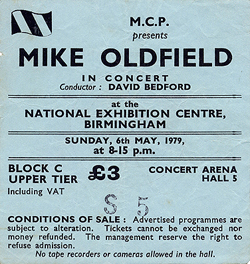 M.C.P.
presents
MIKE OLDFIELD
IN CONCERT
Conductor : DAVID BEDFORD
at the
NATIONAL EXHIBITION CENTRE,
BIRMINGHAM
SUNDAY, 6th MAY, 1979,
at 8-15 p.m.
BLOCK C
UPPER TIER
Including VAT
£3
CONCERT ARENA
HALL 5
S 5
CONDITIONS OF SALE : Advertised programmes are
subject to alteration. Tickets cannot be exchanged nor
money refunded. The management reserve the right to
refuse admission.
No tape recorders or cameras allowed in the hall.